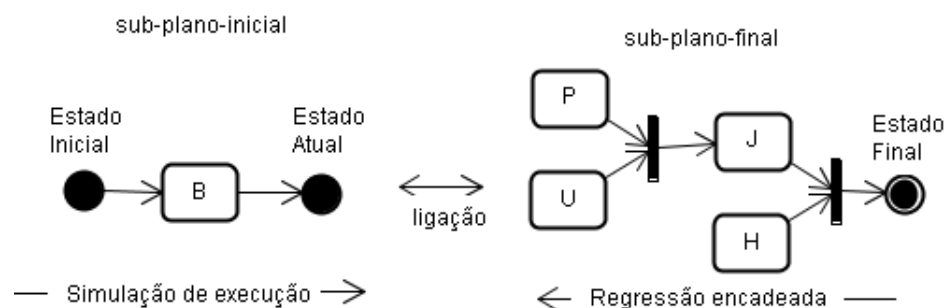 sub-plano-inicial
Estado
Inicial
B
Estado
Atual
Simulação de execução
ligação
sub-plano-final
P
U
J
H
Estado
Final
Regressão encadeada